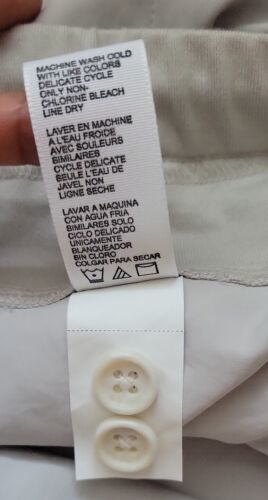 MACHINE WASH COLD
WITH LIKE COLORS
DELICATE CYCLE
ONLY NON-
CHLORINE BLEACH
LINE DRY
LAVER EN MACHINE
A L'EAU FROIDE
AVEC SOULEURS
SIMILAIRES
CYCLE DELICATE
SEULE L'EAU DE
JAVEL NON
LIGNE SECHE
LAVAR A MAQUINA
CON AGUA FRIA
SIMILARES SOLO
CICLO DELICADO
UNICAMENTE
BLANQUEADOR
SIN CLORO
COLGAR PARA SECAR